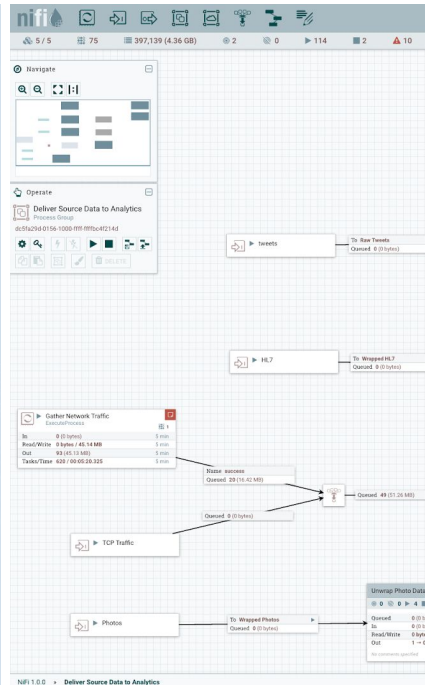 nifi
5 / 5 75 397,139 (4.36 GB) 2 0 114 2 10
Navigate
Operate
Deliver Source Data to Analytics
Process Group
dc5fa29d-0156-1000-ffff-ffffbc4f214d
DELETE
tweets
To Raw Tweets
Queued 0 (0 bytes)
HL7
To Wrapped HL7
Queued 0 (0 bytes)
Gather Network Traffic
ExecuteProcess
1
In 0 (0 bytes) 5 min
Read/Write 0 bytes / 45.14 MB 5 min
Out 93 (45.13 MB) 5 min
Tasks/Time 620 / 00:05:20.325 5 min
Name success
Queued 20 (16.42 MB)
Queued 49 (51.26 MB)
Queued 0 (0 bytes)
TCP Traffic
Unwrap Photo Data
0 0 4
Photos
To Wrapped Photos
Queued 0 (0 bytes)
Queued 0 (0 b
In 0 (0 b
Read/Write 0 byte
Out 1 → 0
No comments specified
NiFi 1.0.0 Deliver Source Data to Analytics